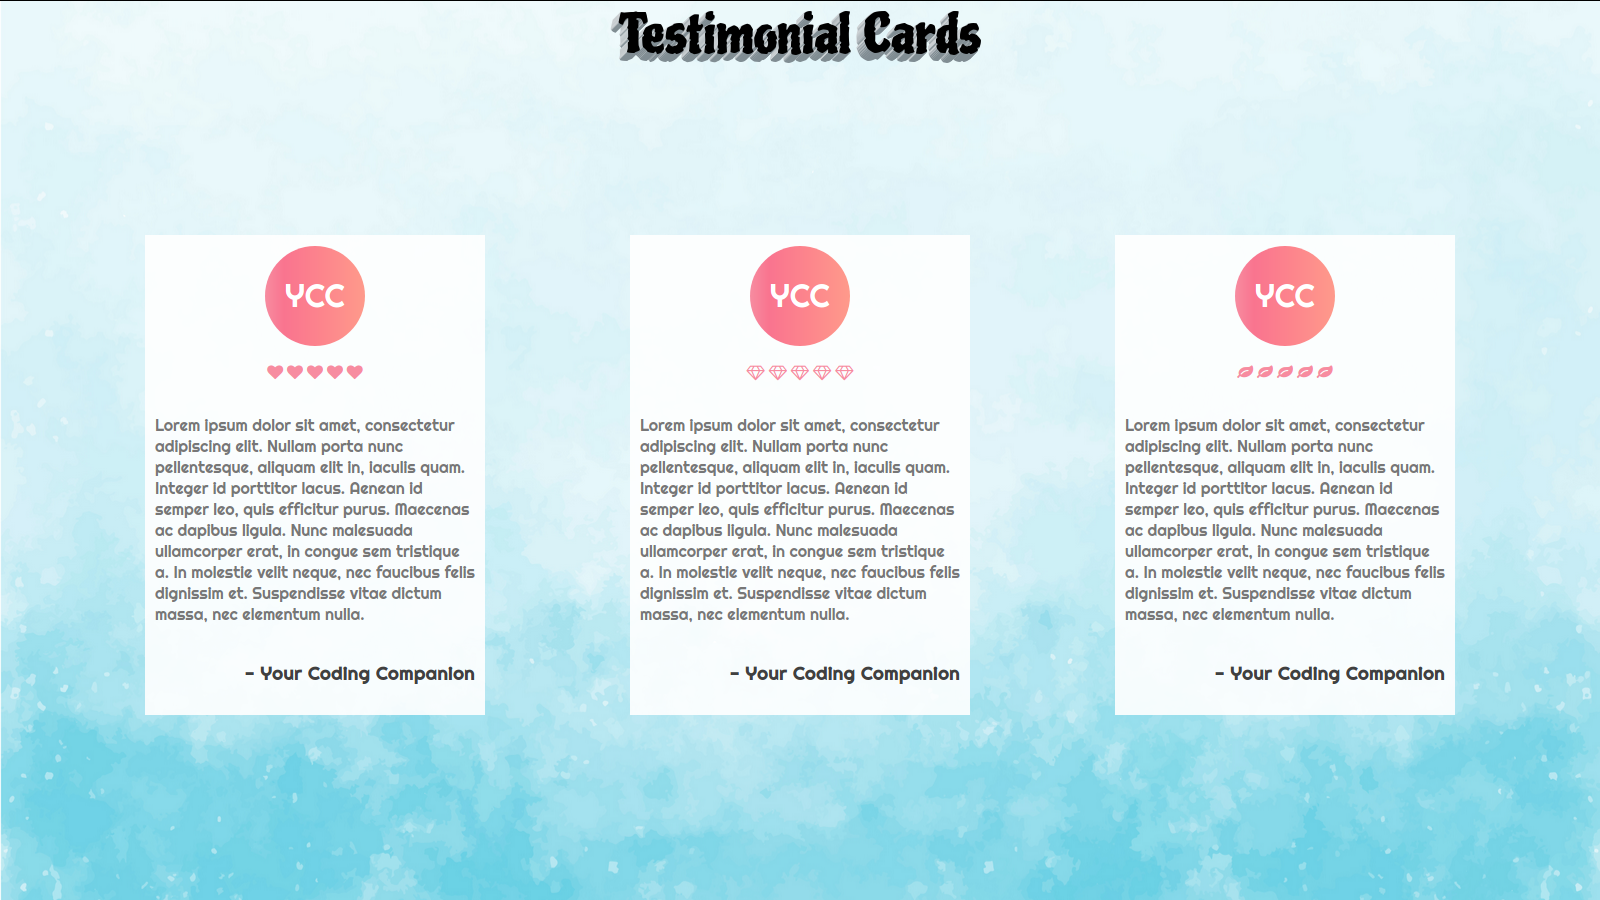 Testimonial Cards
YCC
Lorem ipsum dolor sit amet, consectetur
adipiscing elit. Nullam porta nunc
pellentesque, aliquam elit in, iaculis quam.
Integer id porttitor lacus. Aenean id
semper leo, quis efficitur purus. Maecenas
ac dapibus ligula. Nunc malesuada
ullamcorper erat, in congue sem tristique
a. In molestie velit neque, nec faucibus felis
dignissim et. Suspendisse vitae dictum
massa, nec elementum nulla.
- Your Coding Companion
YCC
Lorem ipsum dolor sit amet, consectetur
adipiscing elit. Nullam porta nunc
pellentesque, aliquam elit in, iaculis quam.
Integer id porttitor lacus. Aenean id
semper leo, quis efficitur purus. Maecenas
ac dapibus ligula. Nunc malesuada
ullamcorper erat, in congue sem tristique
a. In molestie velit neque, nec faucibus felis
dignissim et. Suspendisse vitae dictum
massa, nec elementum nulla.
- Your Coding Companion
YCC
Lorem ipsum dolor sit amet, consectetur
adipiscing elit. Nullam porta nunc
pellentesque, aliquam elit in, iaculis quam.
Integer id porttitor lacus. Aenean id
semper leo, quis efficitur purus. Maecenas
ac dapibus ligula. Nunc malesuada
ullamcorper erat, in congue sem tristique
a. In molestie velit neque, nec faucibus felis
dignissim et. Suspendisse vitae dictum
massa, nec elementum nulla.
- Your Coding Companion